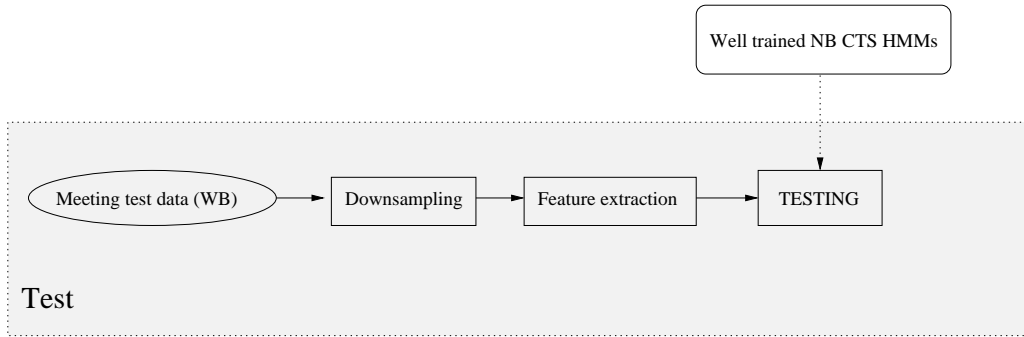 Well trained NB CTS HMMs
Meeting test data (WB)
Downsampling
Feature extraction
TESTING
Test